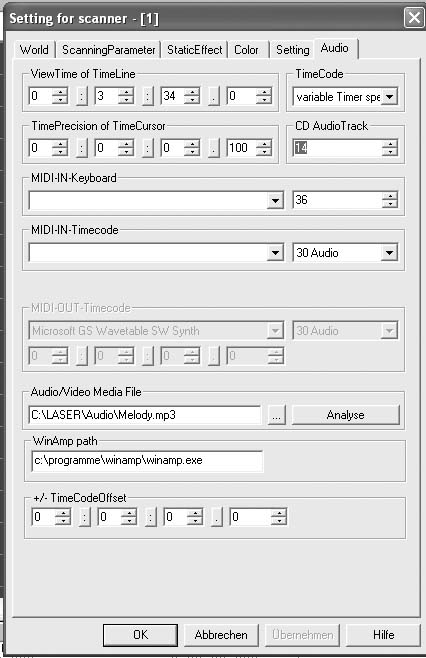 Setting for scanner - [1]
World ScanningParameter StaticEffect Color Setting Audio
ViewTime of TimeLine TimeCode
0 : 3 : 34 . 0 variable Timer spe
TimePrecision of TimeCursor CD AudioTrack
0 : 0 : 0 . 100 14
MIDI-IN-Keyboard
36
MIDI-IN-Timecode
30 Audio
MIDI-OUT-Timecode
Microsoft GS Wavetable SW Synth 30 Audio
0 : 0 : 0 . 0
Audio/Video Media File
C:\LASER\Audio\Melody.mp3 ... Analyse
WinAmp path
c:\programme\winamp\winamp.exe
+/- TimeCodeOffset
0 : 0 : 0 . 0
OK Abbrechen Übernehmen Hilfe